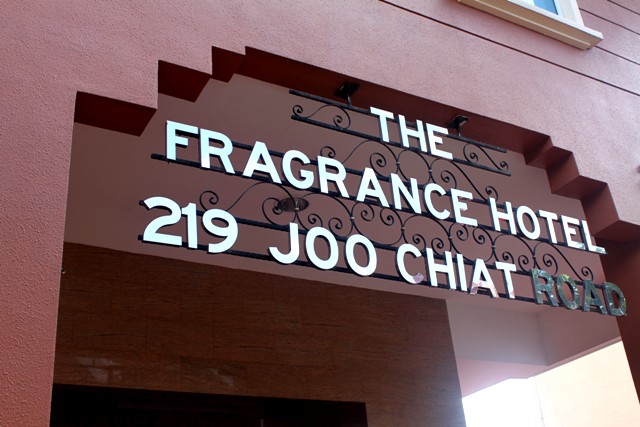 THE
FRAGRANCE HOTEL
219 JOO CHIAT ROAD